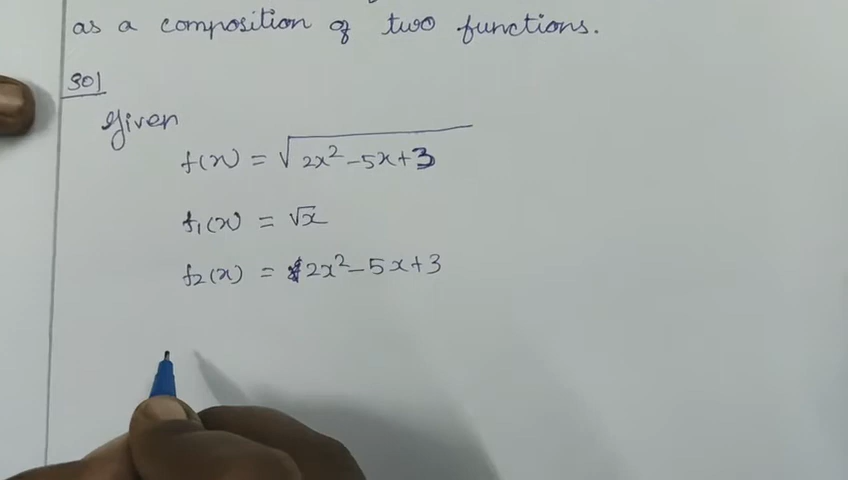 as a composition of two functions.
Sol
Given
f(x) = √2x² - 5x + 3
f₁(x) = √x
f₂(x) = 2x² - 5x + 3